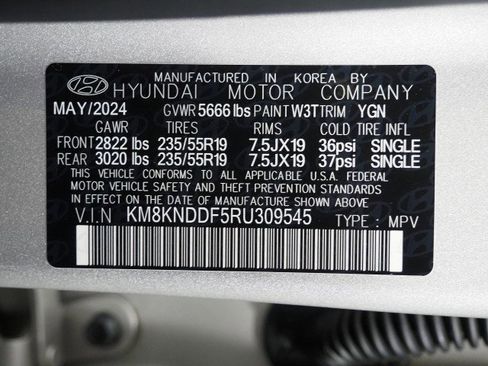 MANUFACTURED IN KOREA BY
HYUNDAI MOTOR COMPANY
MAY/2024 GVWR 5666 lbs PAINT W3T TRIM YGN
GAWR TIRES RIMS COLD TIRE INFL
FRONT 2822 lbs 235/55R19 7.5JX19 36psi SINGLE
REAR 3020 lbs 235/55R19 7.5JX19 37psi SINGLE
THIS VEHICLE CONFORMS TO ALL APPLICABLE U.S.A. FEDERAL
MOTOR VEHICLE SAFETY AND THEFT PREVENTION STANDARDS
IN EFFECT ON THE DATE OF MANUFACTURE SHOWN ABOVE.
V.I.N KM8KNDDF5RU309545 TYPE : MPV